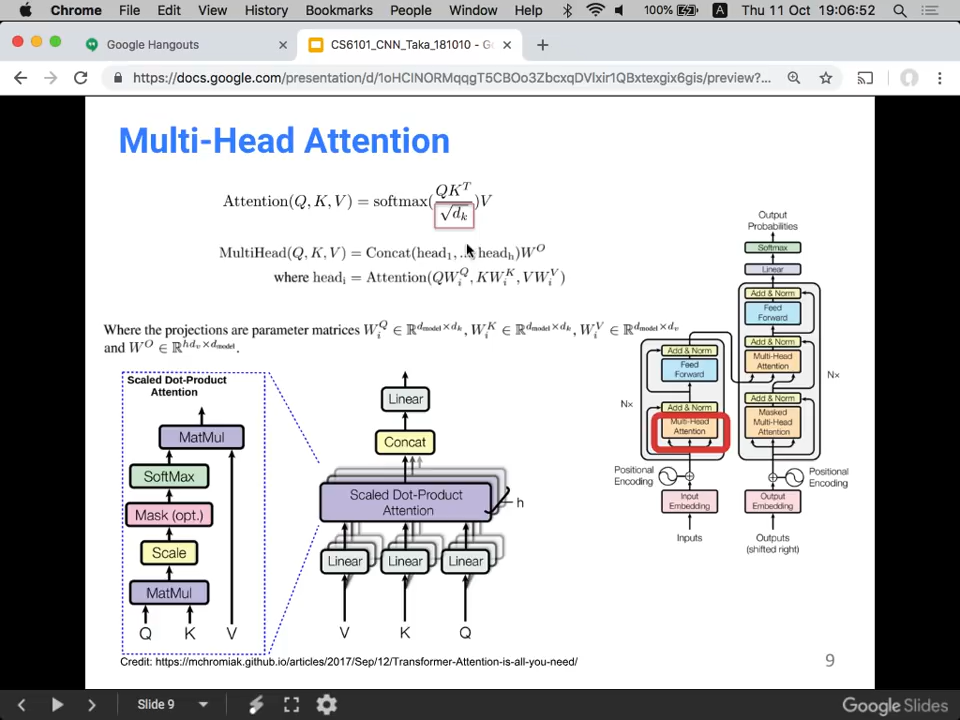 Chrome File Edit View History Bookmarks People Window Help 100% A Thu 11 Oct 19:06:52
Google Hangouts
CS6101_CNN_Taka_181010 - Go
https://docs.google.com/presentation/d/1oHClNORMqqgT5CBOo3ZbcxqDVlxir1QBxtexgix6gis/preview?...
Multi-Head Attention
Attention(Q, K, V) = softmax(QK^T / √d_k)V
MultiHead(Q, K, V) = Concat(head_1, ..., head_h)W^O
where head_i = Attention(QW_i^Q, KW_i^K, VW_i^V)
Where the projections are parameter matrices W_i^Q ∈ ℝ^{d_model×d_k}, W_i^K ∈ ℝ^{d_model×d_k}, W_i^V ∈ ℝ^{d_model×d_v}
and W^O ∈ ℝ^{hd_v×d_model}.
Scaled Dot-Product
Attention
MatMul
SoftMax
Mask (opt.)
Scale
MatMul
Q K V
Linear
Concat
Scaled Dot-Product
Attention
h
Linear Linear Linear
V K Q
Output
Probabilities
Softmax
Linear
Add & Norm
Feed
Forward
Add & Norm
Multi-Head
Attention
Add & Norm
Masked
Multi-Head
Attention
N×
Positional
Encoding
Output
Embedding
Outputs
(shifted right)
Add & Norm
Feed
Forward
Add & Norm
Multi-Head
Attention
N×
Positional
Encoding
Input
Embedding
Inputs
Credit: https://mchromiak.github.io/articles/2017/Sep/12/Transformer-Attention-is-all-you-need/
9
Slide 9
Google Slides